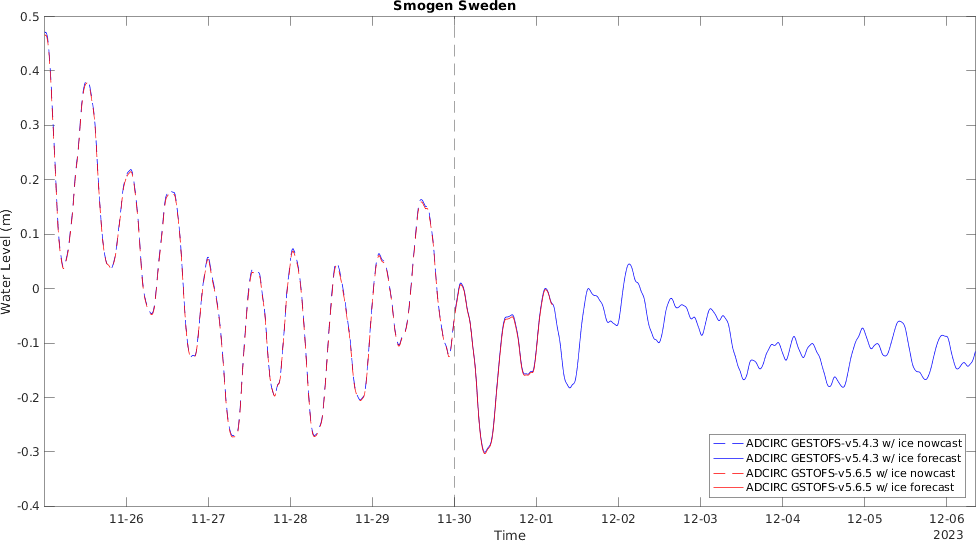 Smogen Sweden
0.5
0.4
0.3
0.2
0.1
0
-0.1
-0.2
-0.3
-0.4
Water Level (m)
ADCIRC GESTOFS-v5.4.3 w/ ice nowcast
ADCIRC GESTOFS-v5.4.3 w/ ice forecast
ADCIRC GSTOFS-v5.6.5 w/ ice nowcast
ADCIRC GSTOFS-v5.6.5 w/ ice forecast
11-26 11-27 11-28 11-29 11-30 12-01 12-02 12-03 12-04 12-05 12-06
Time 2023